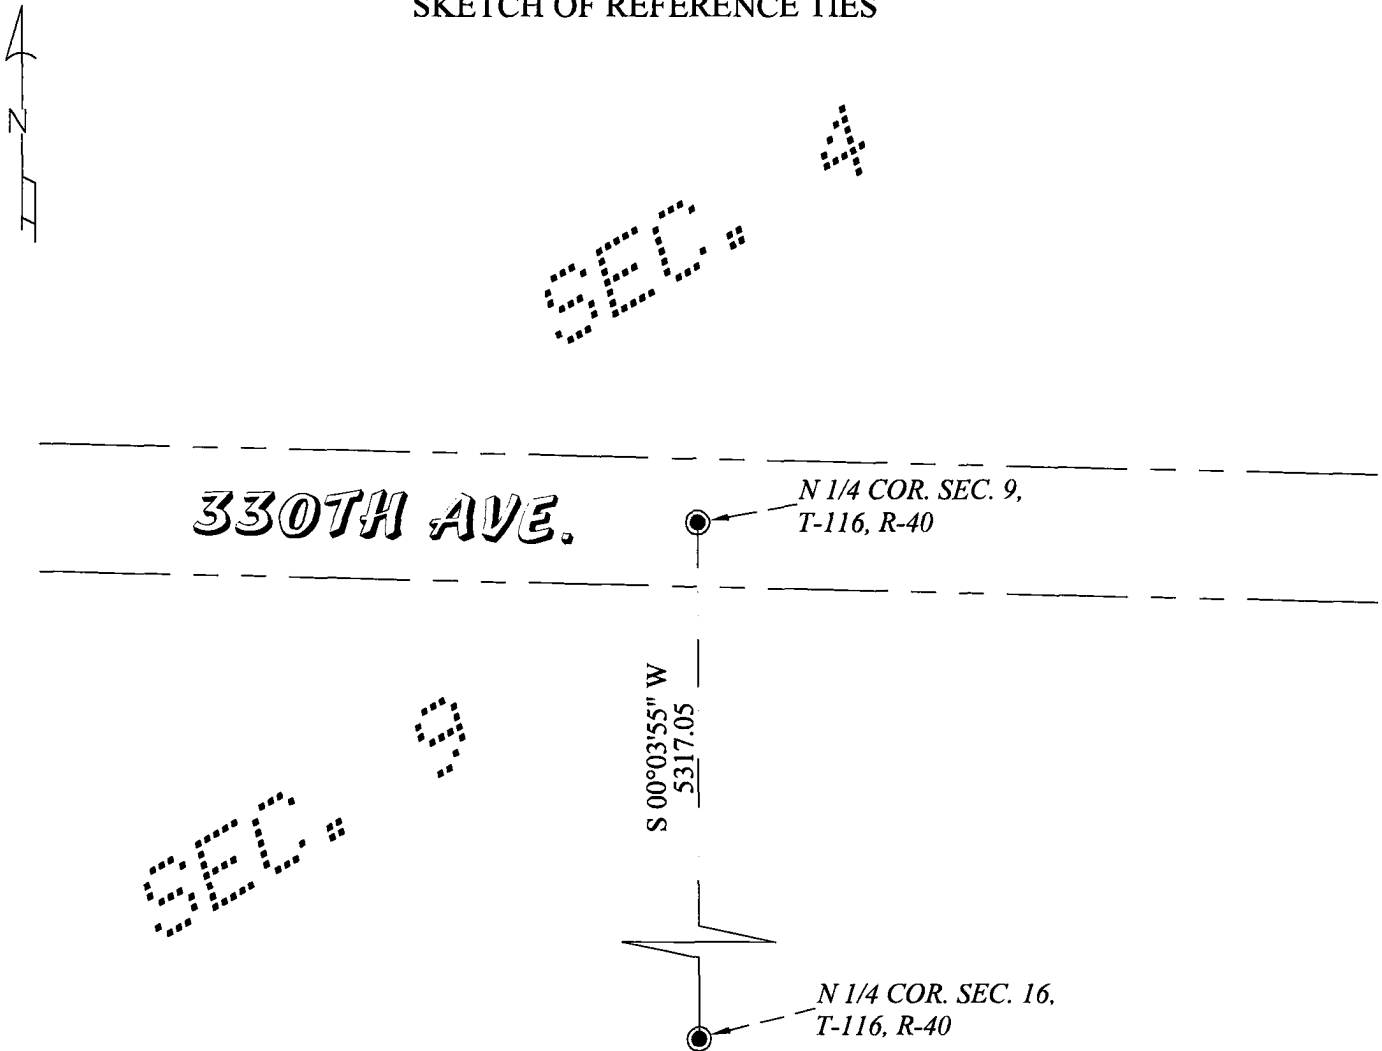 SKETCH OF REFERENCE TIES
N
SEC. 4
N 1/4 COR. SEC. 9,
T-116, R-40
330TH AVE.
S 00°03'55" W
5317.05
SEC. 9
N 1/4 COR. SEC. 16,
T-116, R-40